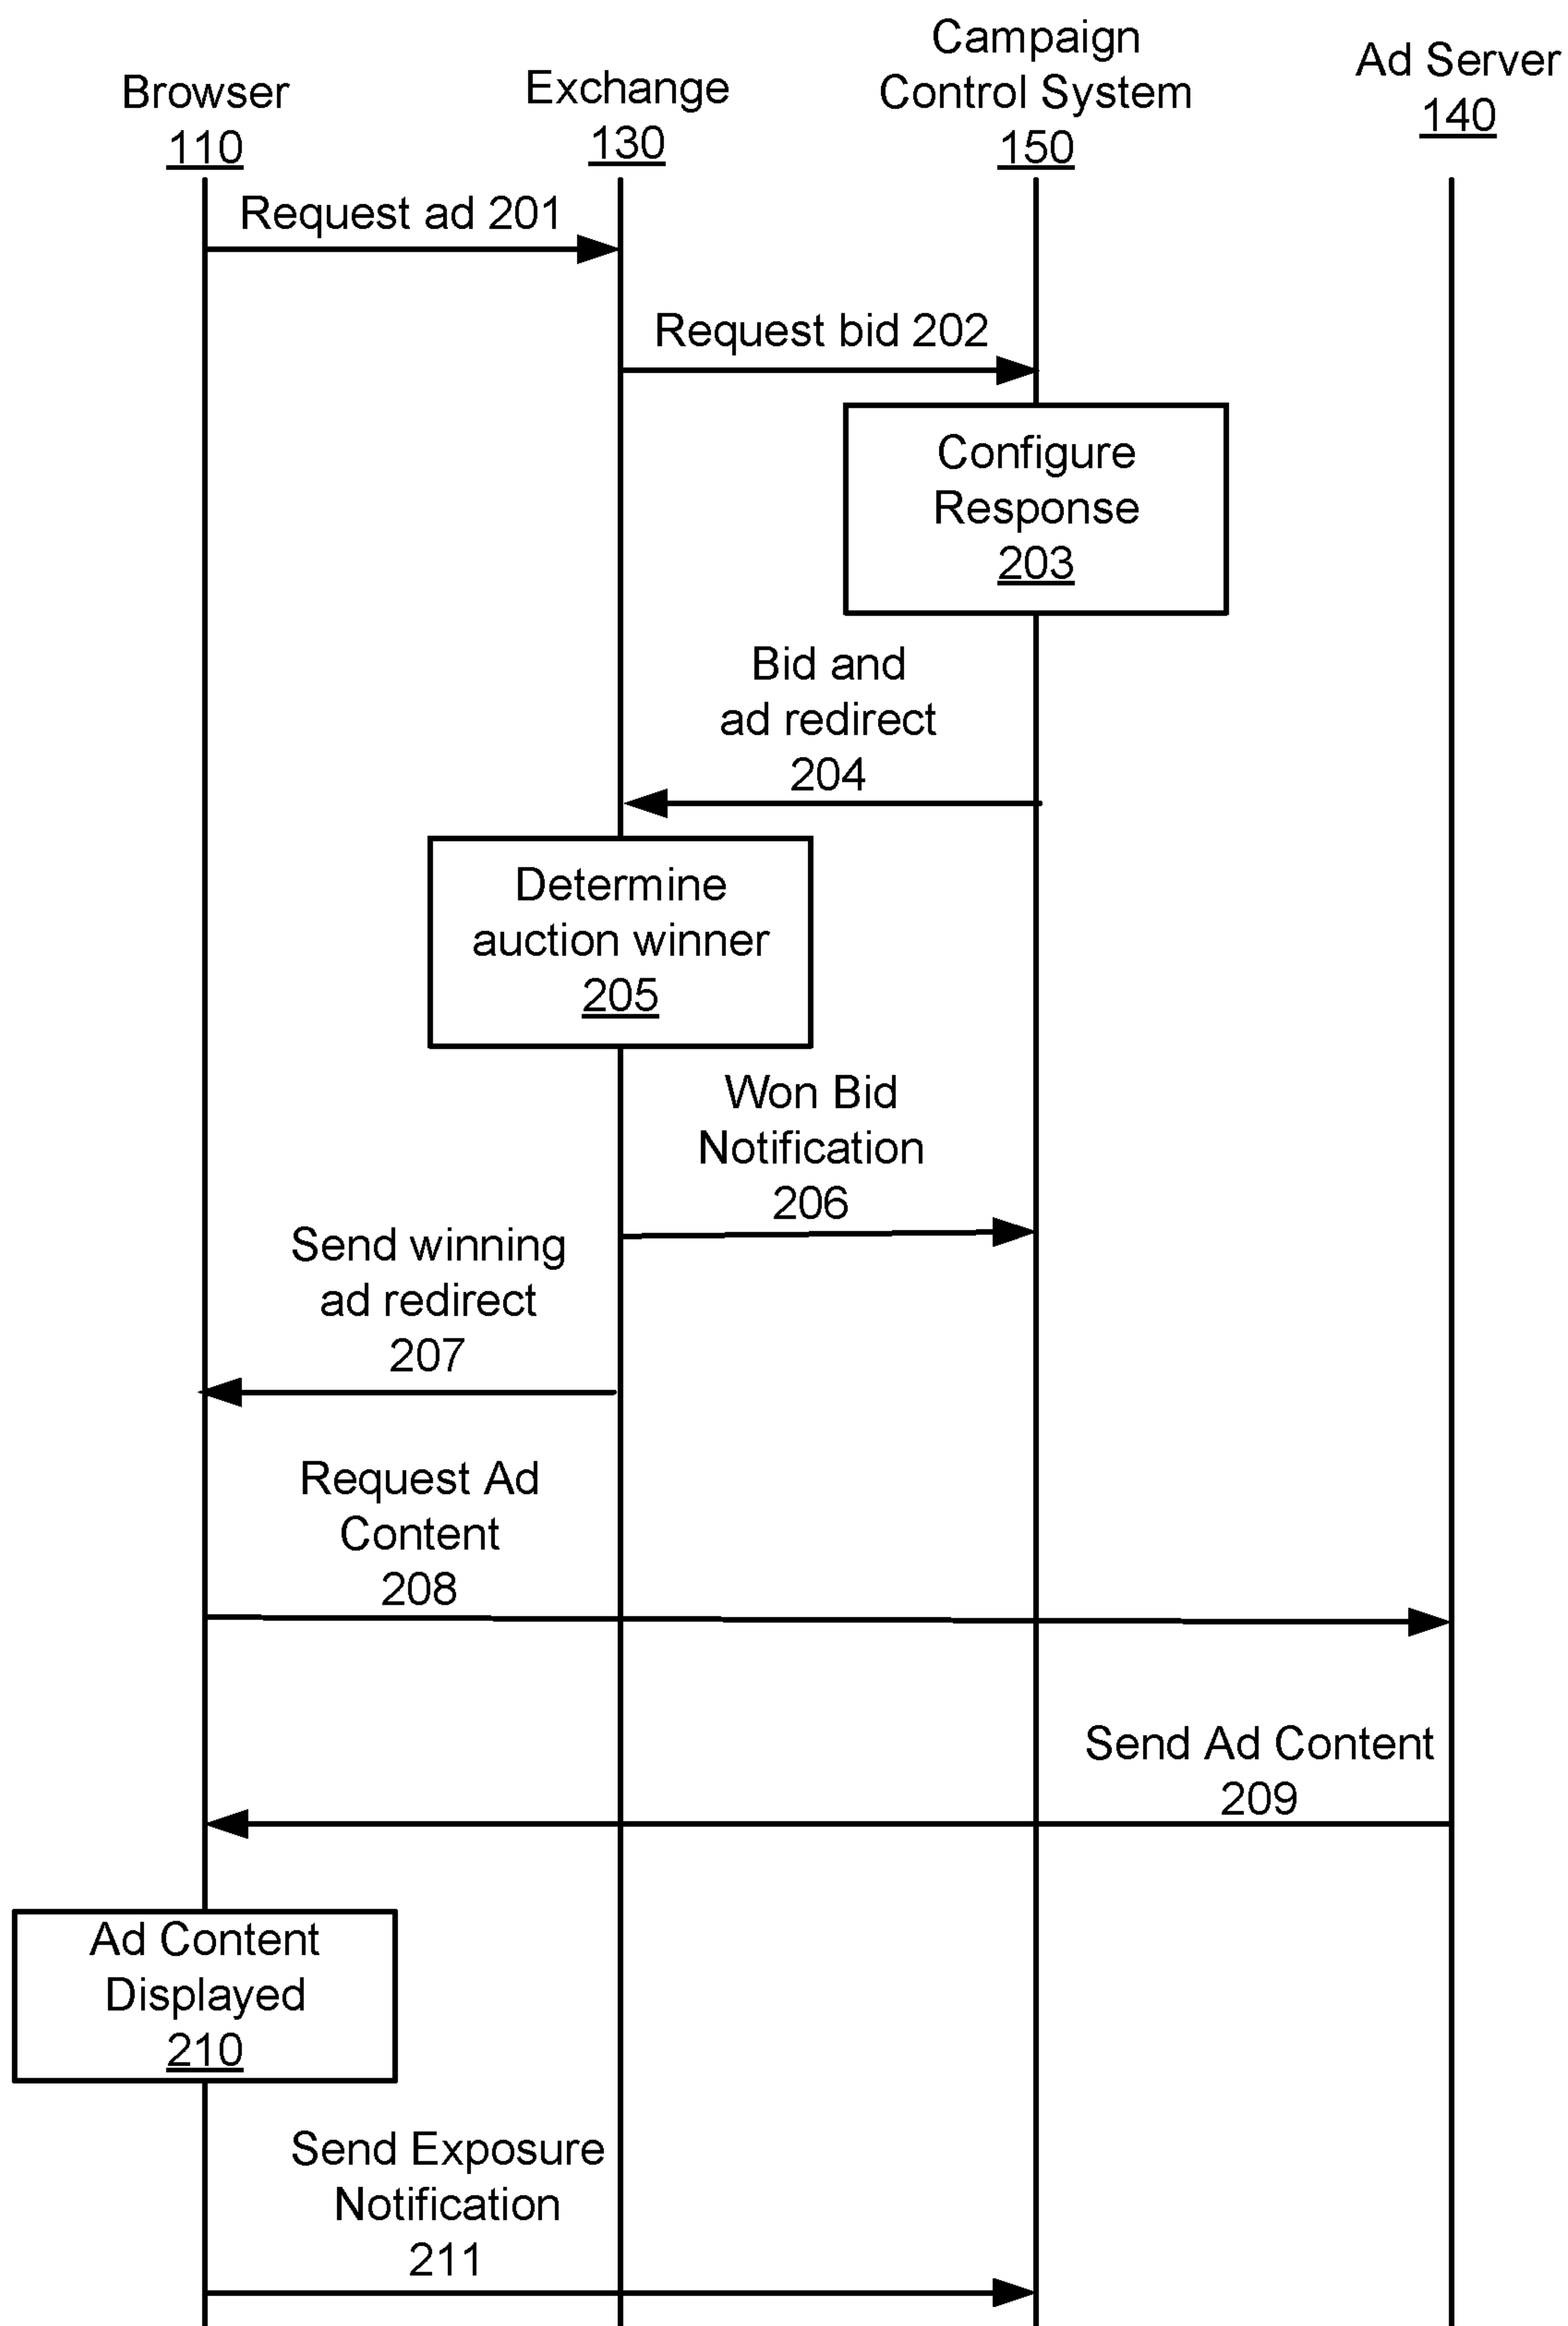 Browser
110
Exchange
130
Campaign
Control System
150
Ad Server
140
Request ad 201
Request bid 202
Configure
Response
203
Bid and
ad redirect
204
Determine
auction winner
205
Won Bid
Notification
206
Send winning
ad redirect
207
Request Ad
Content
208
Send Ad Content
209
Ad Content
Displayed
210
Send Exposure
Notification
211